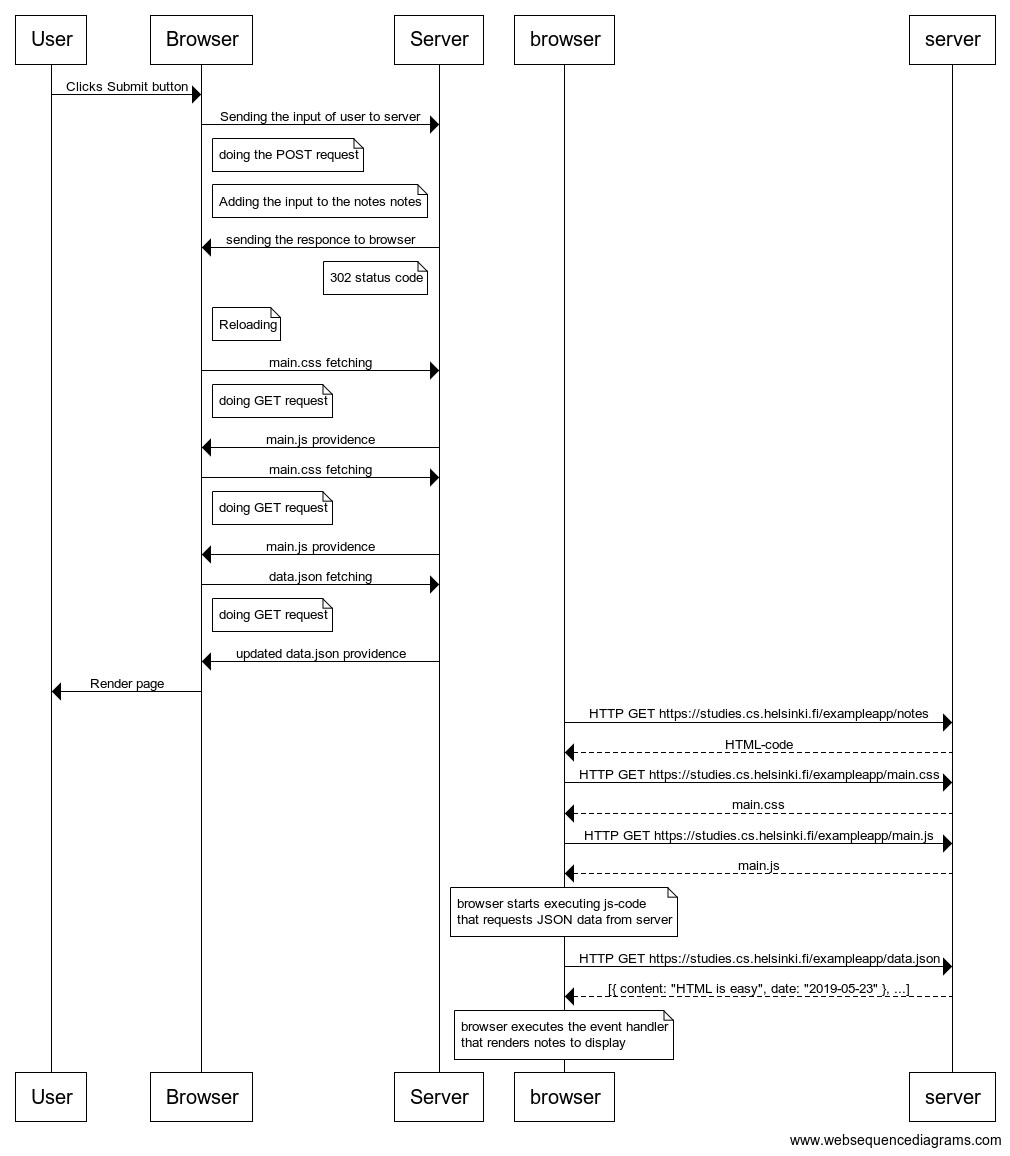 User
Browser
Server
browser
server
Clicks Submit button
Sending the input of user to server
doing the POST request
Adding the input to the notes notes
sending the responce to browser
302 status code
Reloading
main.css fetching
doing GET request
main.js providence
main.css fetching
doing GET request
main.js providence
data.json fetching
doing GET request
updated data.json providence
Render page
HTTP GET https://studies.cs.helsinki.fi/exampleapp/notes
HTML-code
HTTP GET https://studies.cs.helsinki.fi/exampleapp/main.css
main.css
HTTP GET https://studies.cs.helsinki.fi/exampleapp/main.js
main.js
browser starts executing js-code
that requests JSON data from server
HTTP GET https://studies.cs.helsinki.fi/exampleapp/data.json
[{ content: "HTML is easy", date: "2019-05-23" }, ...]
browser executes the event handler
that renders notes to display
User
Browser
Server
browser
server
www.websequencediagrams.com